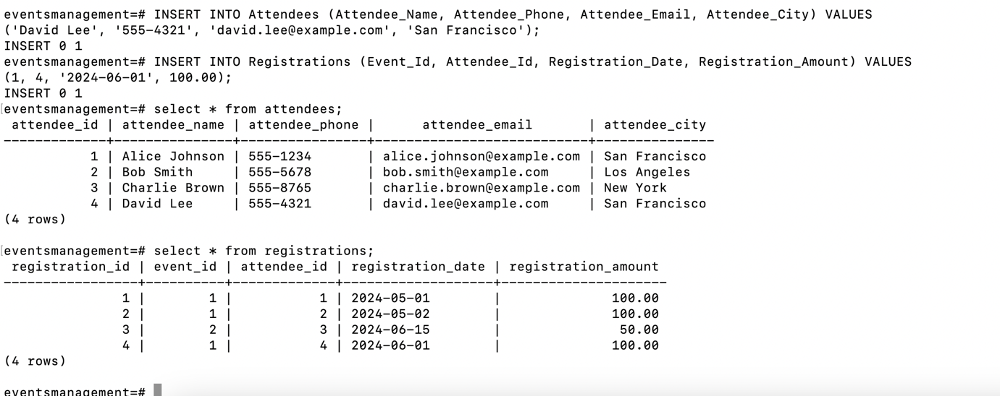 eventsmanagement=# INSERT INTO Attendees (Attendee_Name, Attendee_Phone, Attendee_Email, Attendee_City) VALUES
('David Lee', '555-4321', 'david.lee@example.com', 'San Francisco');
INSERT 0 1
eventsmanagement=# INSERT INTO Registrations (Event_Id, Attendee_Id, Registration_Date, Registration_Amount) VALUES
(1, 4, '2024-06-01', 100.00);
INSERT 0 1
[eventsmanagement=# select * from attendees;
 attendee_id | attendee_name | attendee_phone |      attendee_email       | attendee_city
-------------+---------------+----------------+---------------------------+---------------
           1 | Alice Johnson | 555-1234       | alice.johnson@example.com | San Francisco
           2 | Bob Smith     | 555-5678       | bob.smith@example.com     | Los Angeles
           3 | Charlie Brown | 555-8765       | charlie.brown@example.com | New York
           4 | David Lee     | 555-4321       | david.lee@example.com     | San Francisco
(4 rows)
[eventsmanagement=# select * from registrations;
 registration_id | event_id | attendee_id | registration_date | registration_amount
-----------------+----------+-------------+-------------------+---------------------
               1 |        1 |           1 | 2024-05-01        |              100.00
               2 |        1 |           2 | 2024-05-02        |              100.00
               3 |        2 |           3 | 2024-06-15        |               50.00
               4 |        1 |           4 | 2024-06-01        |              100.00
(4 rows)
eventsmanagement=#